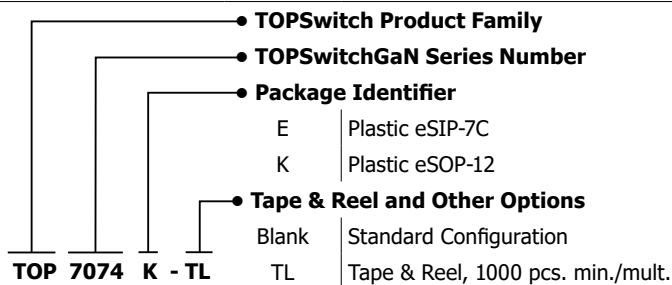 TOPSwitch Product Family
TOPSwitchGaN Series Number
Package Identifier
E Plastic eSIP-7C
K Plastic eSOP-12
Tape & Reel and Other Options
Blank Standard Configuration
TOP 7074 K - TL TL Tape & Reel, 1000 pcs. min./mult.